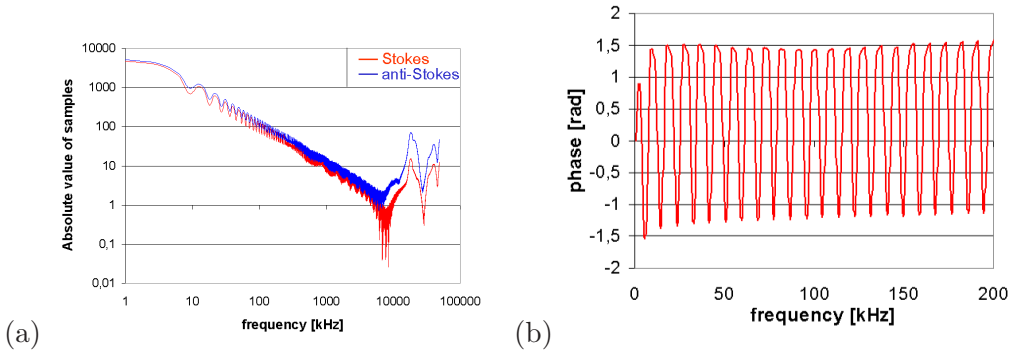 10000
1000
100
10
1
0,1
0,01
Absolute value of samples
Stokes
anti-Stokes
1 10 100 1000 10000 100000
frequency [kHz]
(a)
2
1,5
1
0,5
0
-0,5
-1
-1,5
-2
phase [rad]
0 50 100 150 200
frequency [kHz]
(b)